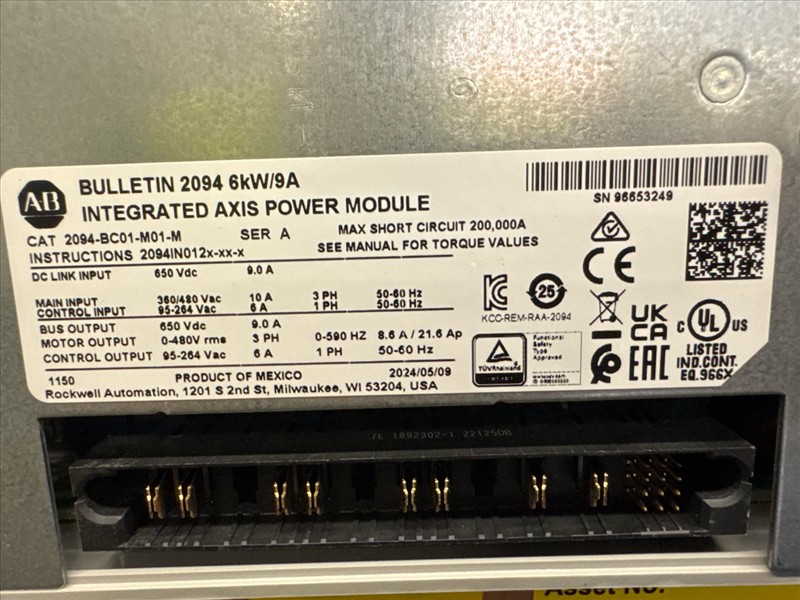 AB
BULLETIN 2094 6kW/9A
INTEGRATED AXIS POWER MODULE
CAT 2094-BC01-M01-M SER A
MAX SHORT CIRCUIT 200,000A
INSTRUCTIONS 2094IN012x-xx-x
SEE MANUAL FOR TORQUE VALUES
SN 96653249
DC LINK INPUT 650 Vdc 9.0 A
MAIN INPUT 360/480 Vac 10 A 3 PH 50-60 Hz
CONTROL INPUT 95-264 Vac 6 A 1 PH 50-60 Hz
BUS OUTPUT 650 Vdc 9.0 A
MOTOR OUTPUT 0-480V rms 3 PH 0-590 HZ 8.6 A / 21.6 Ap
CONTROL OUTPUT 95-264 Vac 6 A 1 PH 50-60 Hz
1150 PRODUCT OF MEXICO 2024/05/09
Rockwell Automation, 1201 S 2nd St, Milwaukee, WI 53204, USA
CE
25
KCC-REM-RAA-2094
UK
CA
TÜVRheinland
Functional
Safety
Type
Approved
EAC
C UL US
LISTED
IND.CONT.
EQ.966X
1892302-1 22125DB
Asset No.